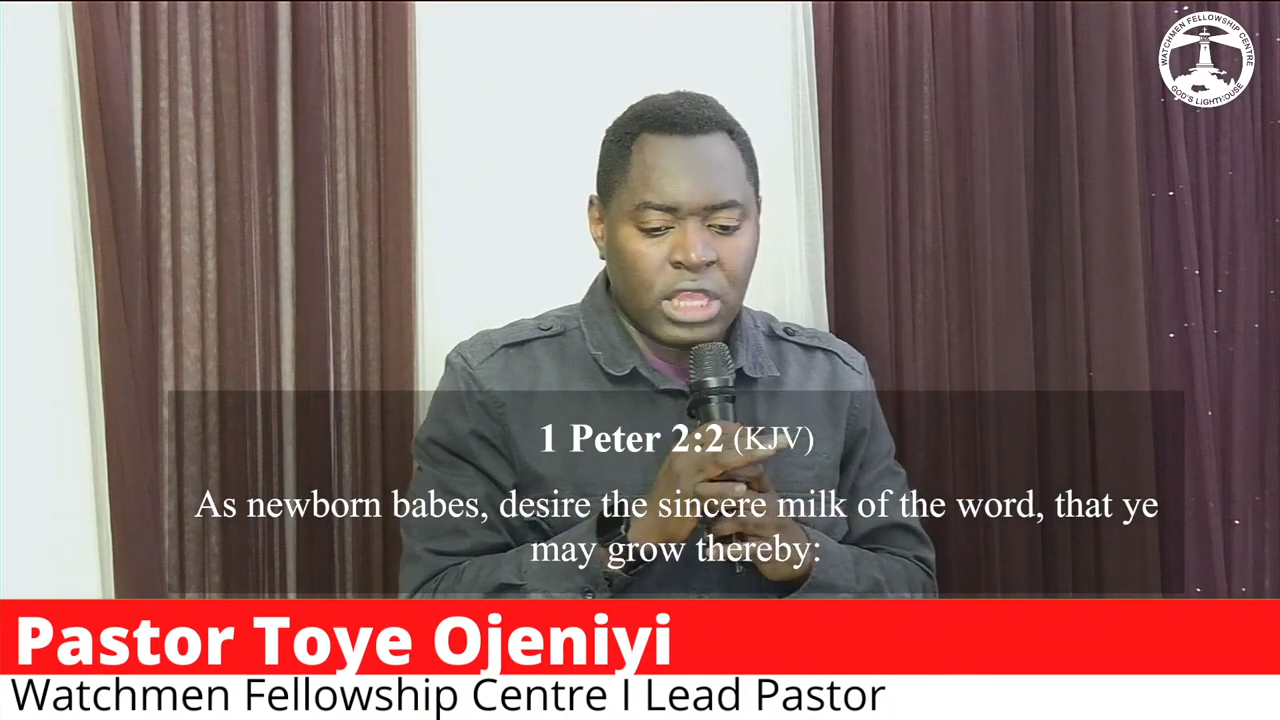 WATCHMEN FELLOWSHIP CENTRE
GOD'S LIGHTHOUSE
1 Peter 2:2 (KJV)
As newborn babes, desire the sincere milk of the word, that ye
may grow thereby:
Pastor Toye Ojeniyi
Watchmen Fellowship Centre I Lead Pastor